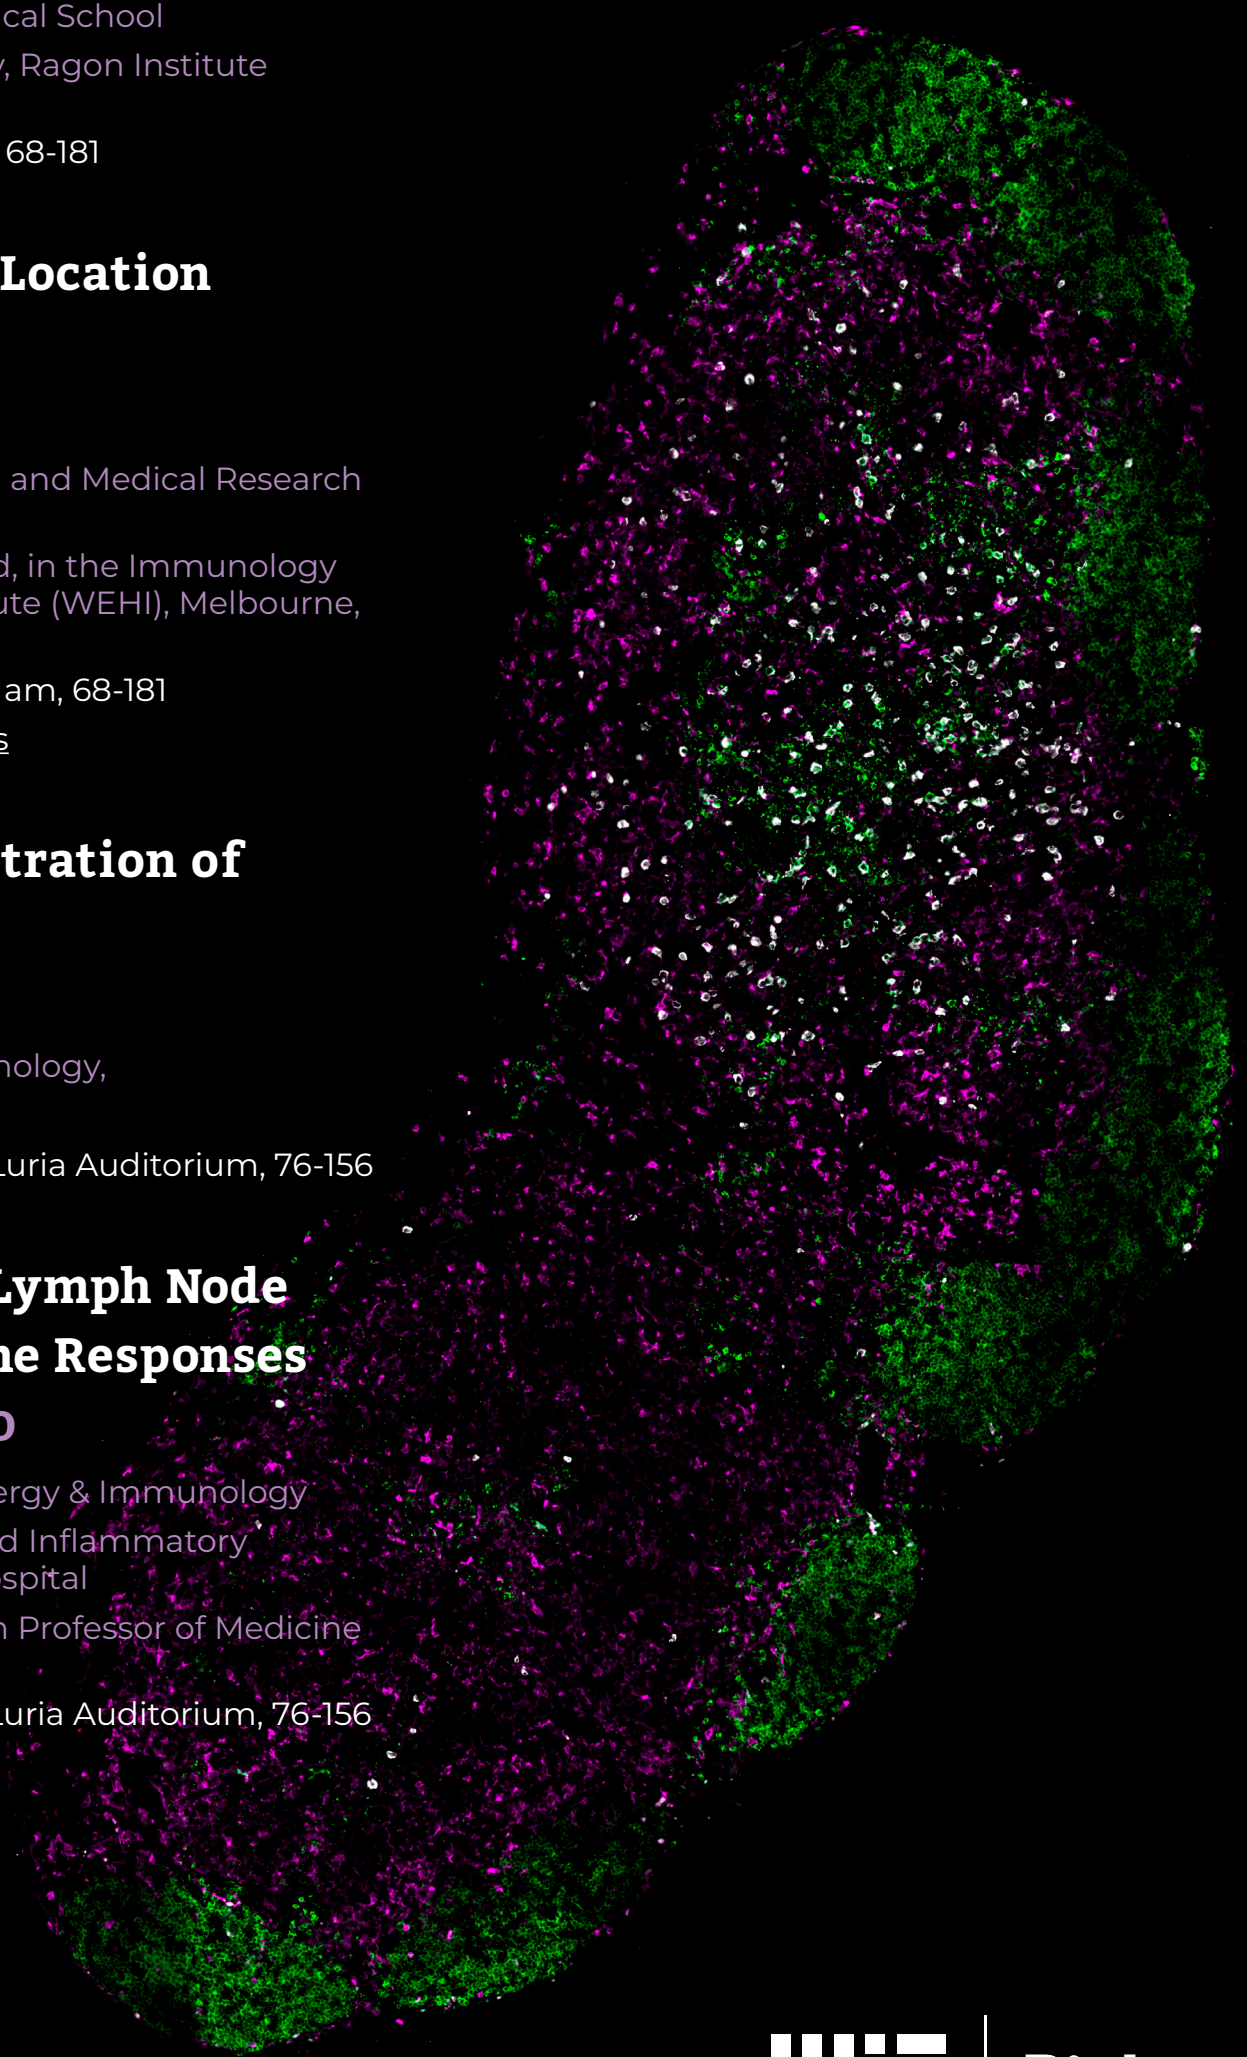 cal School
, Ragon Institute
68-181
Location
and Medical Research
d, in the Immunology
ute (WEHI), Melbourne,
am, 68-181
s
tration of
nology,
Luria Auditorium, 76-156
Lymph Node
ne Responses
D
ergy & Immunology
d Inflammatory
ospital
n Professor of Medicine
Luria Auditorium, 76-156